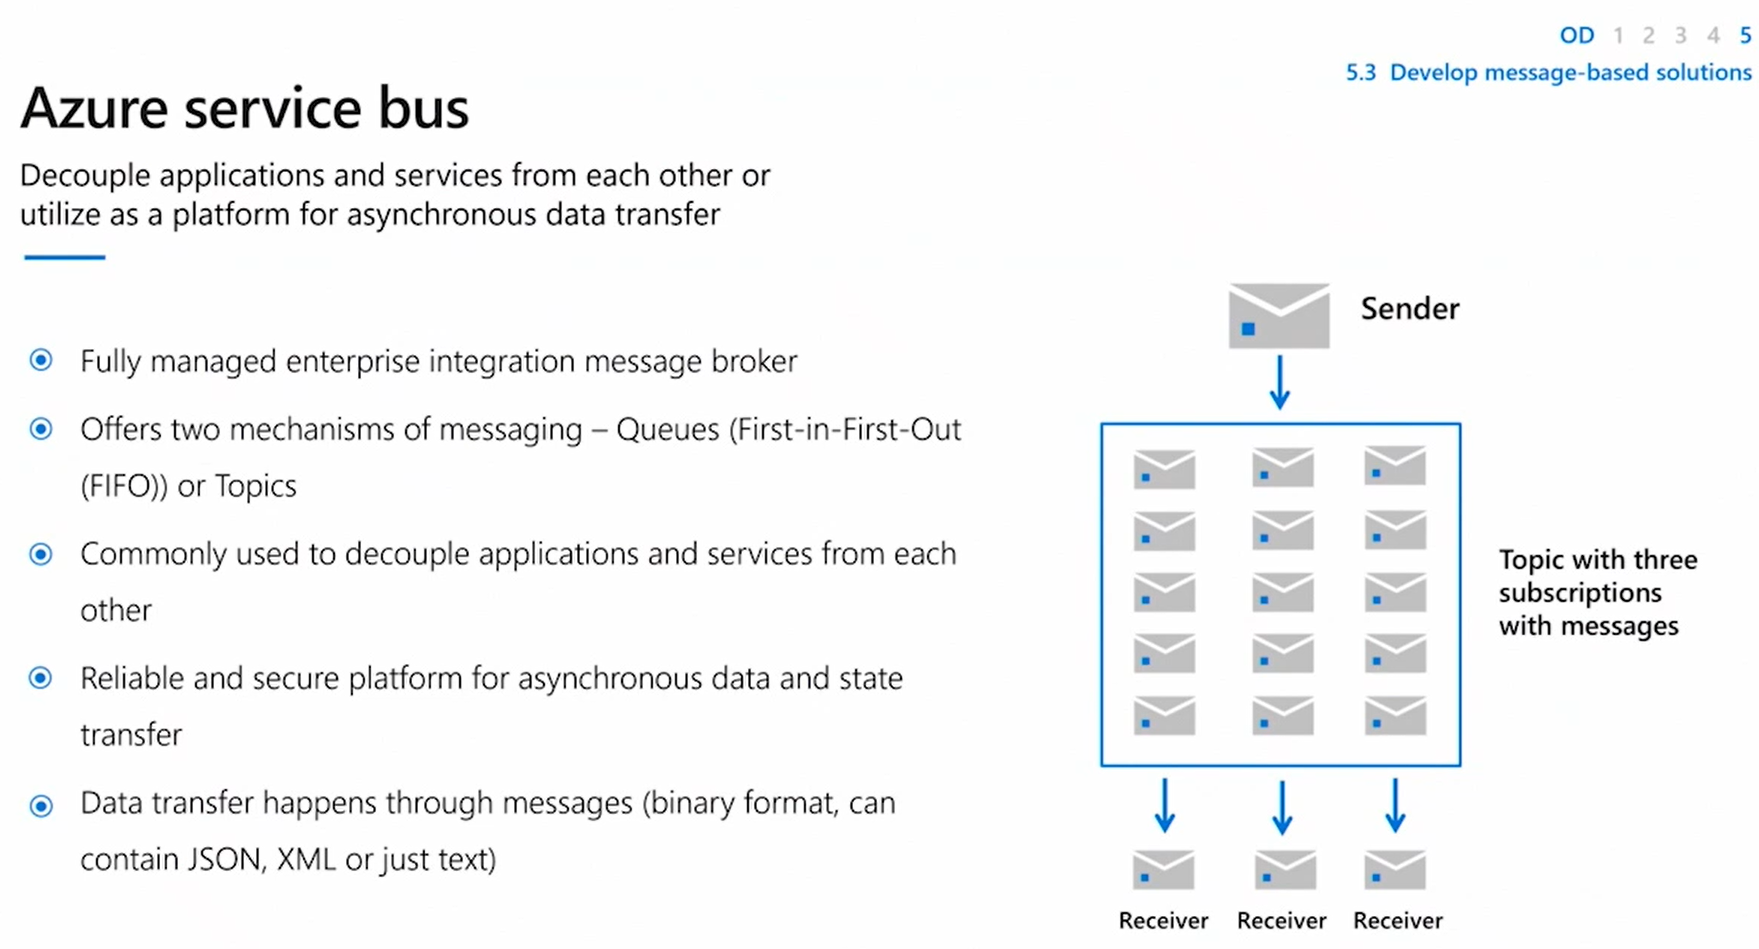 OD 1 2 3 4 5
5.3 Develop message-based solutions
Azure service bus
Decouple applications and services from each other or
utilize as a platform for asynchronous data transfer
Fully managed enterprise integration message broker
Offers two mechanisms of messaging – Queues (First-in-First-Out
(FIFO)) or Topics
Commonly used to decouple applications and services from each
other
Reliable and secure platform for asynchronous data and state
transfer
Data transfer happens through messages (binary format, can
contain JSON, XML or just text)
Sender
Topic with three
subscriptions
with messages
Receiver Receiver Receiver